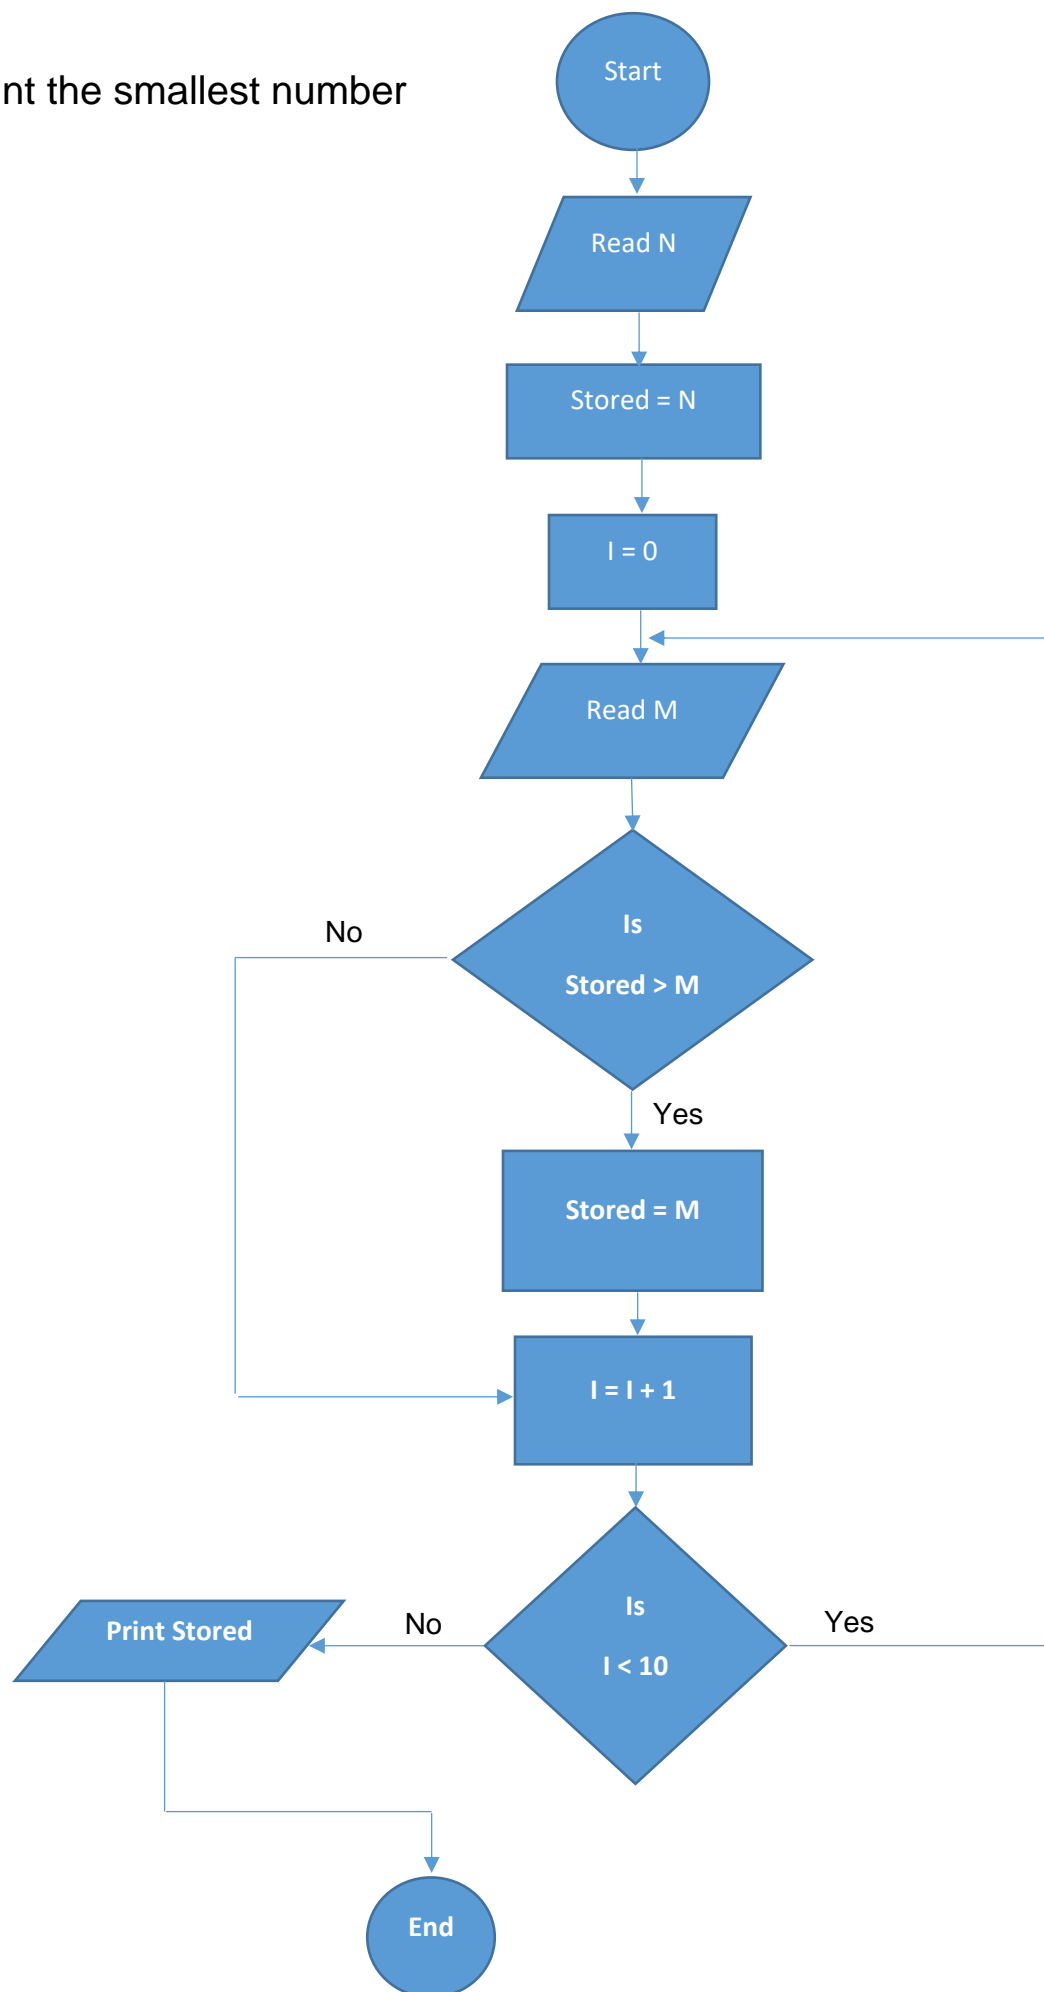 nt the smallest number
Start
Read N
Stored = N
I = 0
Read M
Is
Stored > M
No
Yes
Stored = M
I = I + 1
Is
I < 10
Yes
No
Print Stored
End